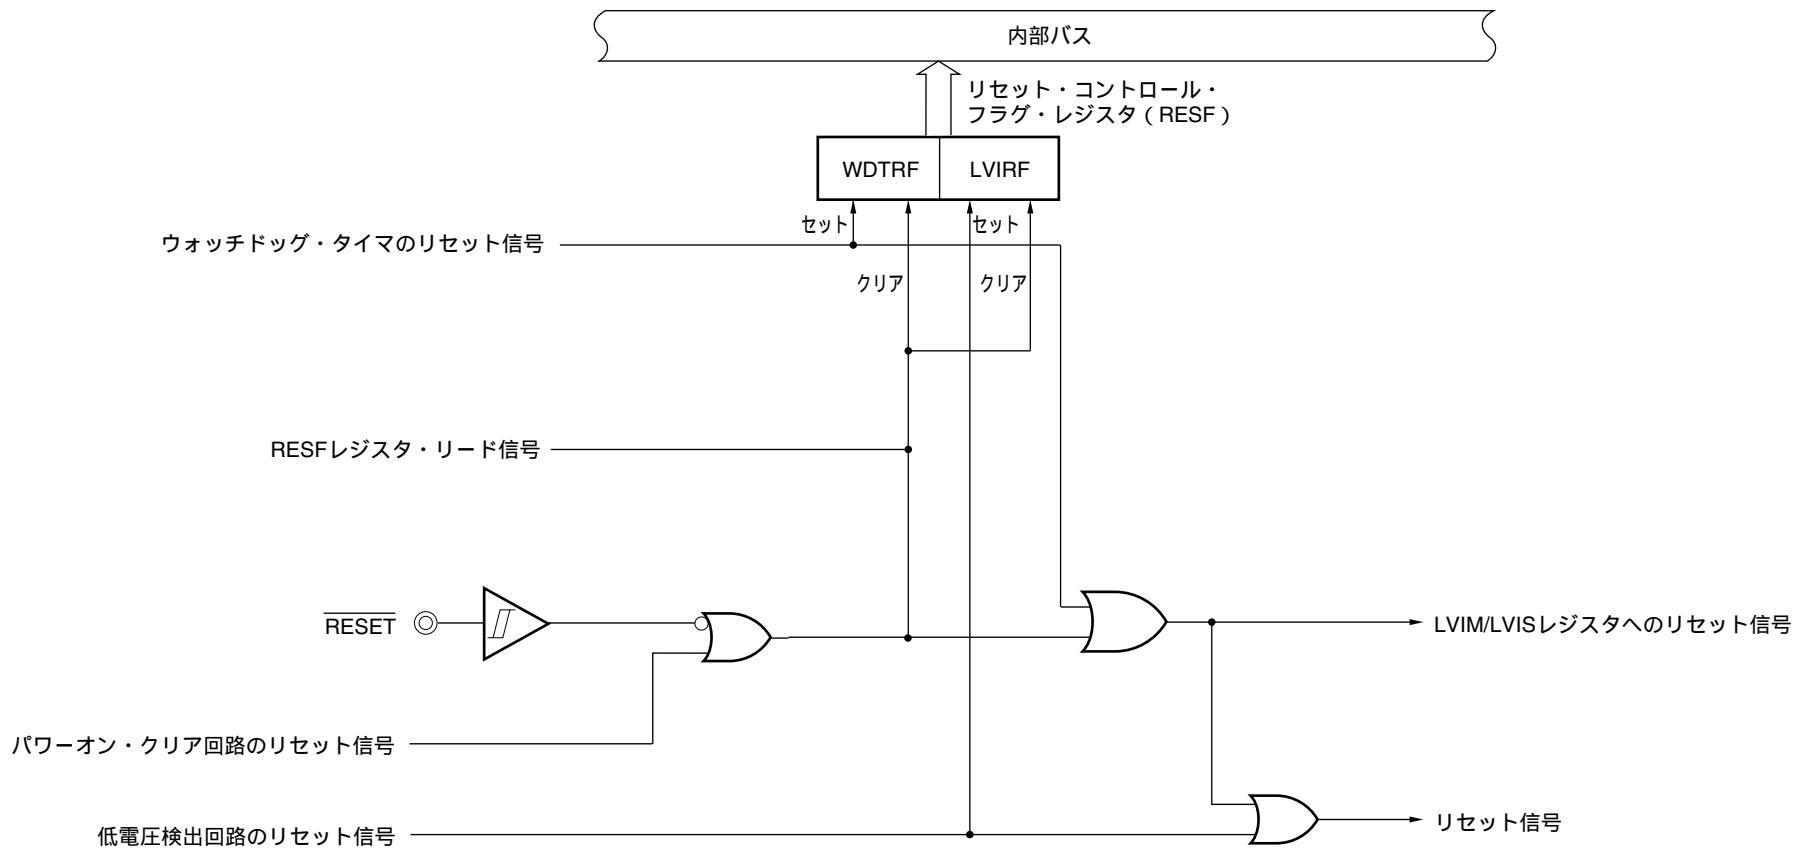 内部バス
リセット・コントロール・
フラグ・レジスタ（RESF）
WDTRF
LVIRF
セット
セット
ウォッチドッグ・タイマのリセット信号
クリア
クリア
RESFレジスタ・リード信号
RESET
LVIM/LVISレジスタへのリセット信号
パワーオン・クリア回路のリセット信号
低電圧検出回路のリセット信号
リセット信号